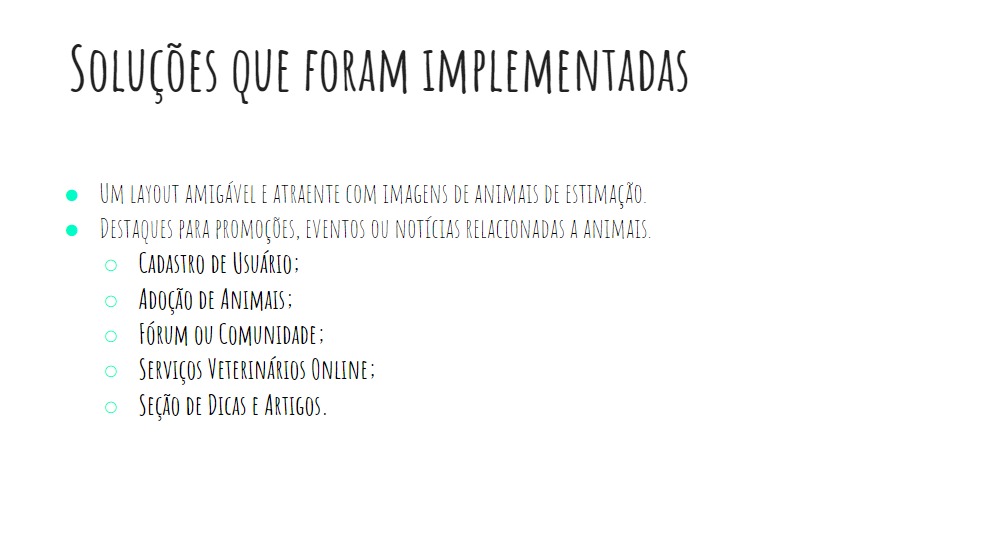 Soluções que foram implementadas
Um layout amigável e atraente com imagens de animais de estimação.
Destaques para promoções, eventos ou notícias relacionadas a animais.
Cadastro de Usuário;
Adoção de Animais;
Fórum ou Comunidade;
Serviços Veterinários Online;
Seção de Dicas e Artigos.